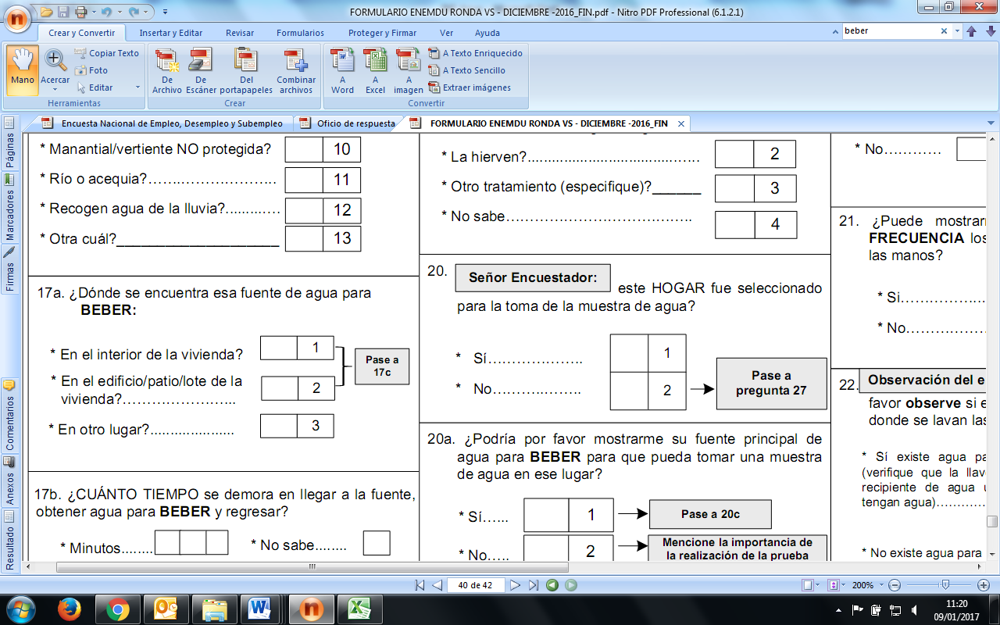 FORMULARIO ENEMDU RONDA VS - DICIEMBRE -2016_FIN.pdf - Nitro PDF Professional (6.1.2.1)
Crear y Convertir
Insertar y Editar
Revisar
Formularios
Proteger y Firmar
Ver
Ayuda
beber
Mano
Acercar
Copiar Texto
Foto
Editar
Herramientas
De Archivo
De Escáner
Del portapapeles
Combinar archivos
Crear
A Word
A Excel
A imagen
A Texto Enriquecido
A Texto Sencillo
Extraer imágenes
Convertir
Encuesta Nacional de Empleo, Desempleo y Subempleo
Oficio de respuesta
FORMULARIO ENEMDU RONDA VS - DICIEMBRE -2016_FIN
Páginas
Marcadores
Firmas
Comentarios
Anexos
Resultado
* Manantial/vertiente NO protegida? 10
* Río o acequia?........................... 11
* Recogen agua de la lluvia?............ 12
* Otra cuál?____________________ 13
17a. ¿Dónde se encuentra esa fuente de agua para
BEBER:
* En el interior de la vivienda? 1
* En el edificio/patio/lote de la
vivienda?........................ 2
Pase a
17c
* En otro lugar?..................... 3
17b. ¿CUÁNTO TIEMPO se demora en llegar a la fuente,
obtener agua para BEBER y regresar?
* Minutos........ * No sabe........
* La hierven?.......................................... 2
* Otro tratamiento (especifique)?______ 3
* No sabe……………………………….. 4
20. Señor Encuestador: este HOGAR fue seleccionado
para la toma de la muestra de agua?
* Sí……………….. 1
* No……………… 2
Pase a
pregunta 27
20a. ¿Podría por favor mostrarme su fuente principal de
agua para BEBER para que pueda tomar una muestra
de agua en ese lugar?
* Sí…... 1 Pase a 20c
* No….. 2 Mencione la importancia de
la realización de la prueba
* No…………
21. ¿Puede mostrar
FRECUENCIA los
las manos?
* Si………………...
* No………………..
22. Observación del e
favor observe si e
donde se lavan las
* Sí existe agua pa
(verifique que la llav
recipiente de agua u
tengan agua)…………
* No existe agua para
40 de 42
200%
11:20
09/01/2017